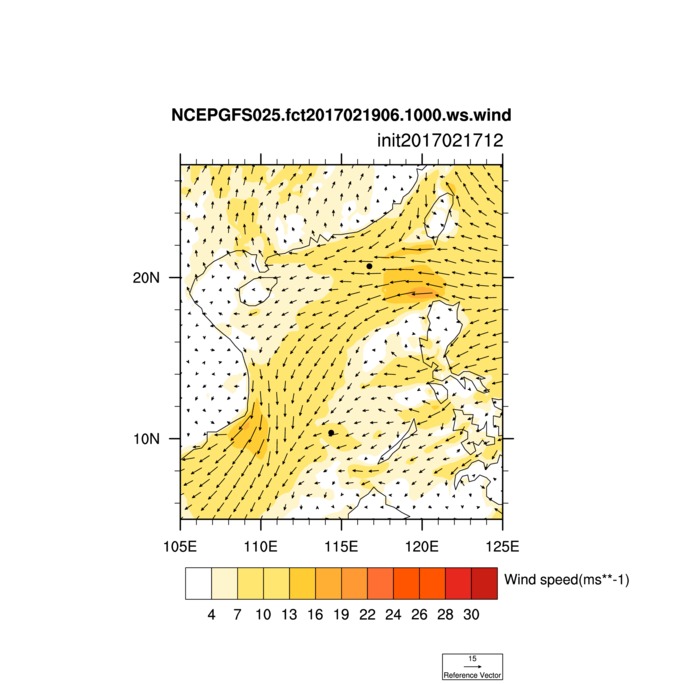 NCEPGFS025.fct2017021906.1000.ws.wind
init2017021712
20N
10N
105E 110E 115E 120E 125E
Wind speed(ms**-1)
4 7 10 13 16 19 22 24 26 28 30
15
Reference Vector